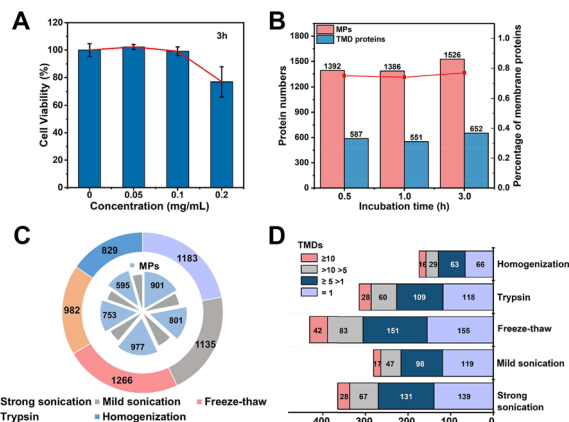 A
3h
Cell Viability (%)
120
100
80
60
40
20
0
0
0.05
0.1
0.2
Concentration (mg/mL)
B
MPs
TMD proteins
Protein numbers
1800
1500
1200
900
600
300
0
1392
587
1386
551
1526
652
0.5
1.0
3.0
Incubation time (h)
Percentage of membrane proteins
0.8
0.6
0.4
0.2
0.0
C
MPs
829
1183
982
1135
1266
595
901
753
801
977
Strong sonication Mild sonication Freeze-thaw
Trypsin Homogenization
D
TMDs
≥10
>10 >5
≥ 5 >1
= 1
16 29 63 66 Homogenization
28 60 109 118 Trypsin
42 83 151 155 Freeze-thaw
17 47 98 119 Mild sonication
28 67 131 139 Strong
sonication
400 300 200 100 0